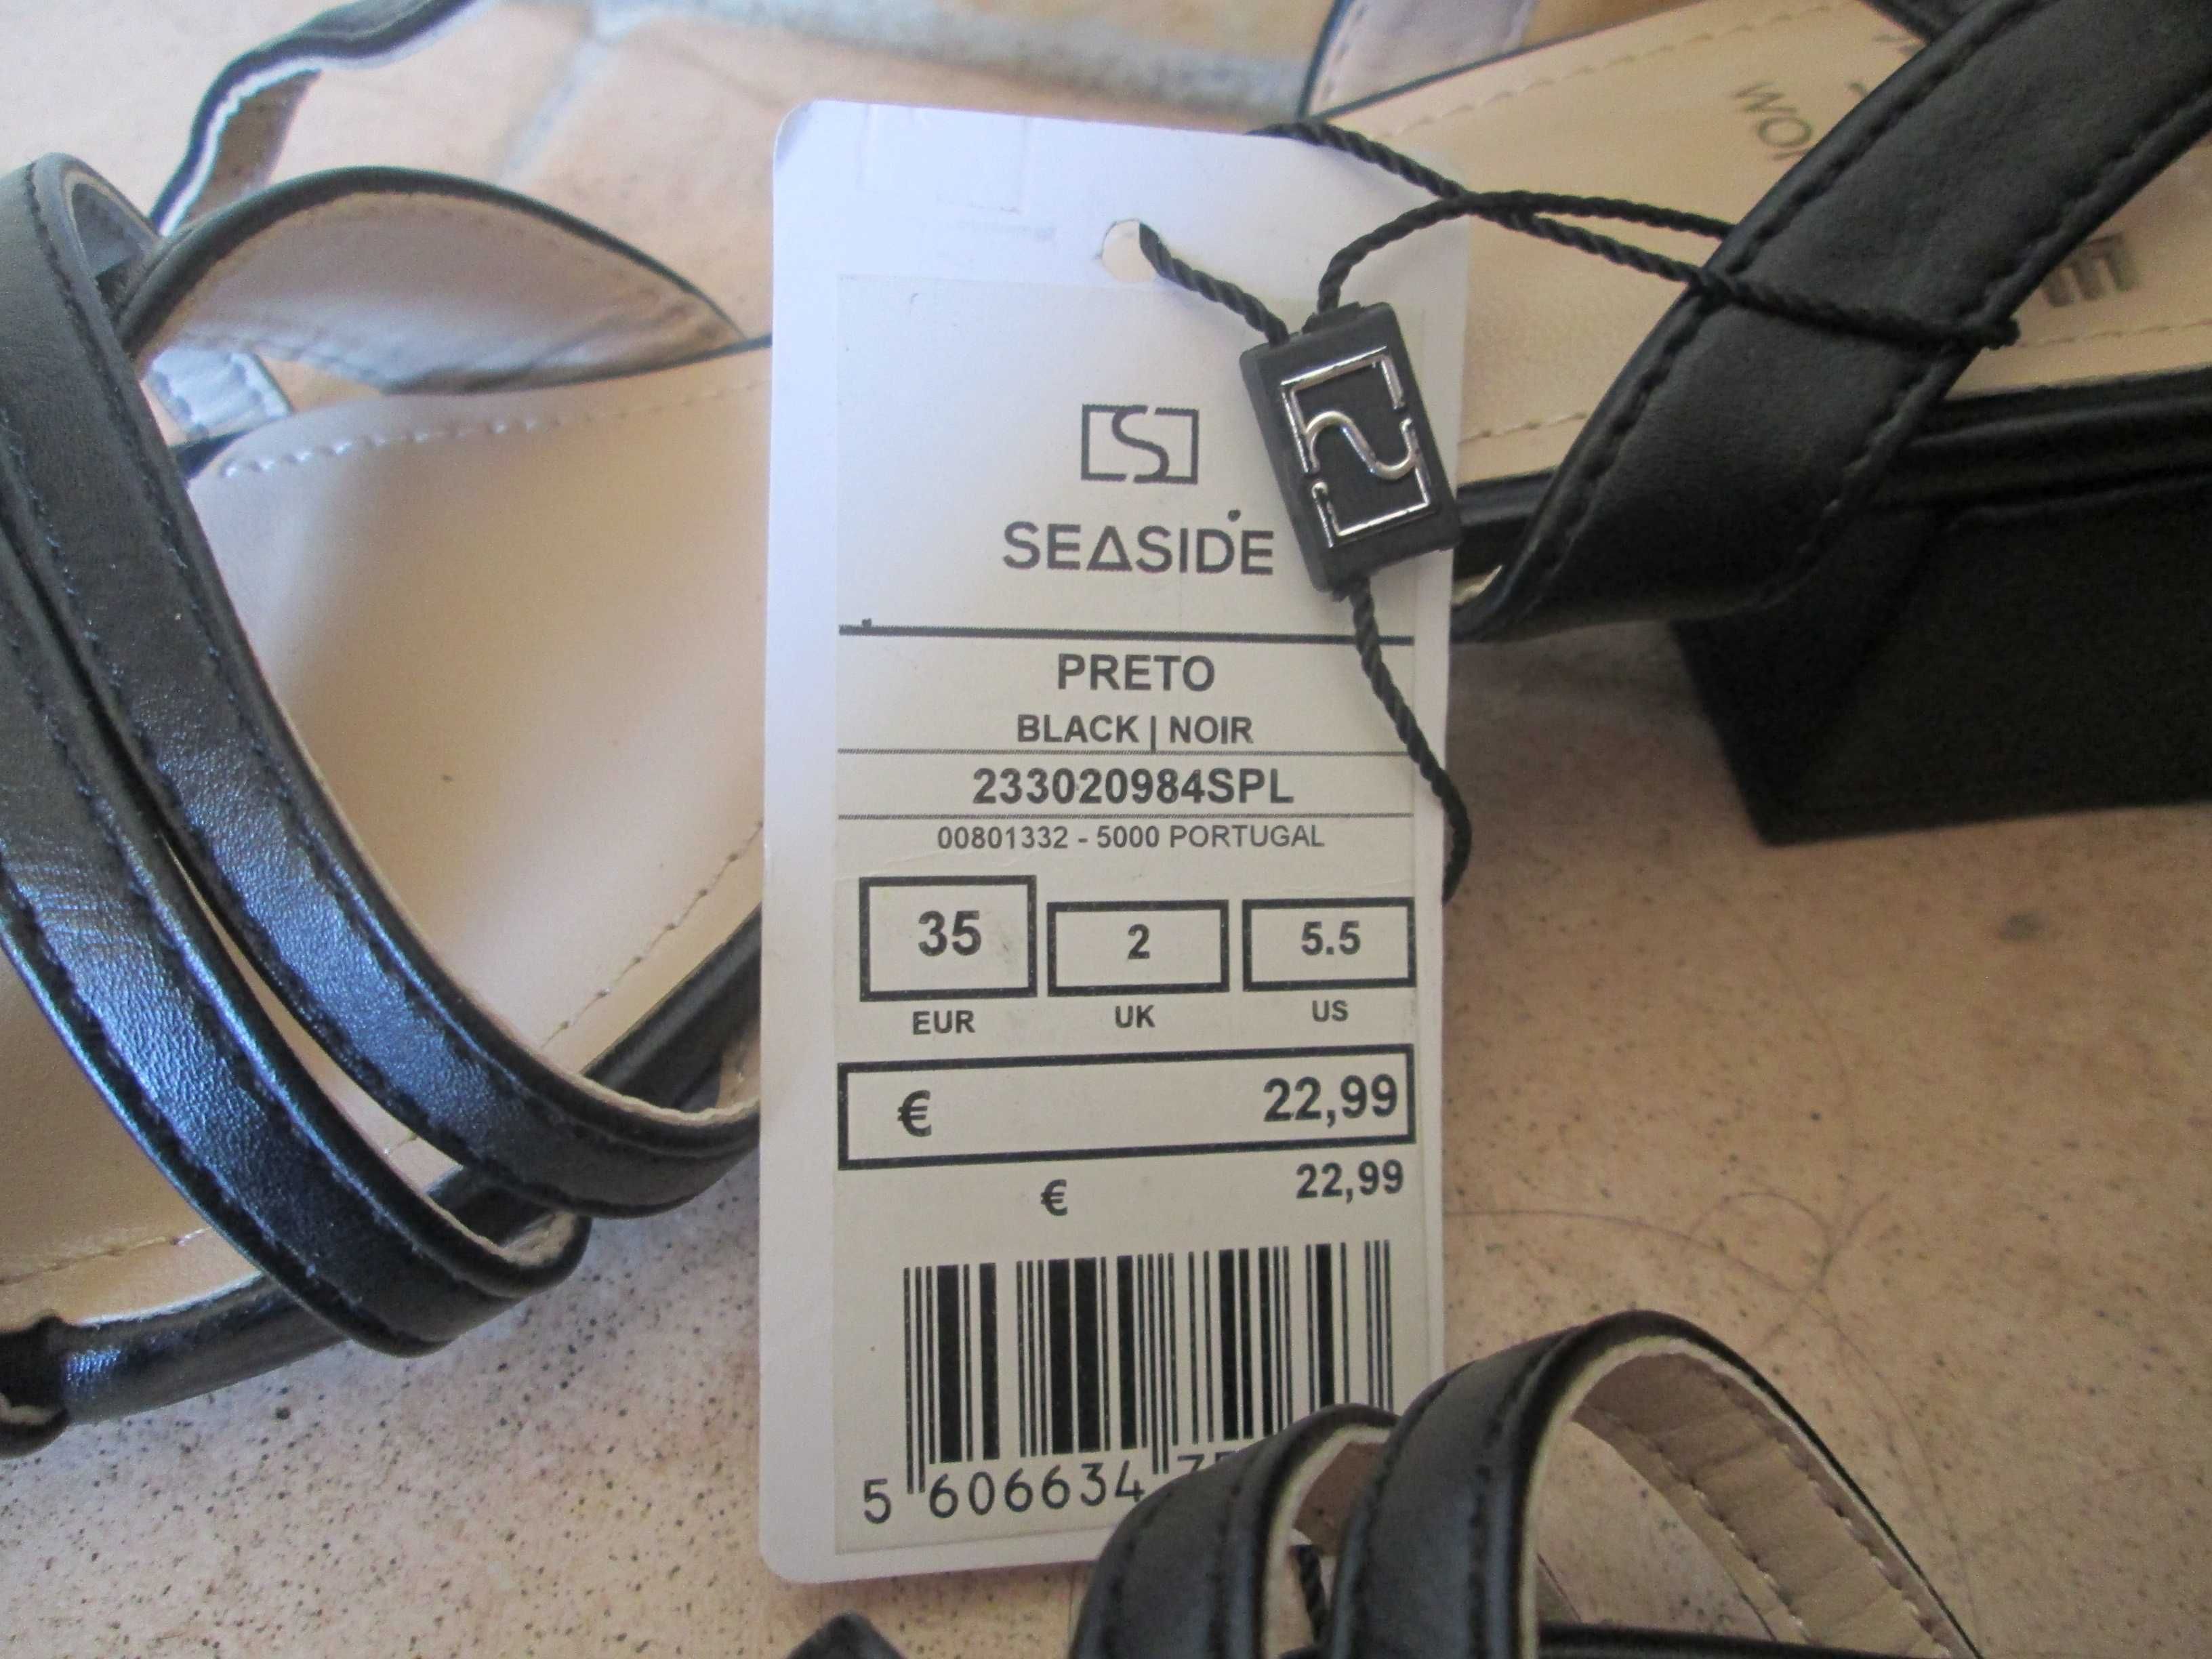 SEASIDE
PRETO
BLACK | NOIR
233020984SPL
00801332 - 5000 PORTUGAL
35 2 5.5
EUR UK US
€ 22,99
€ 22,99
5 606634